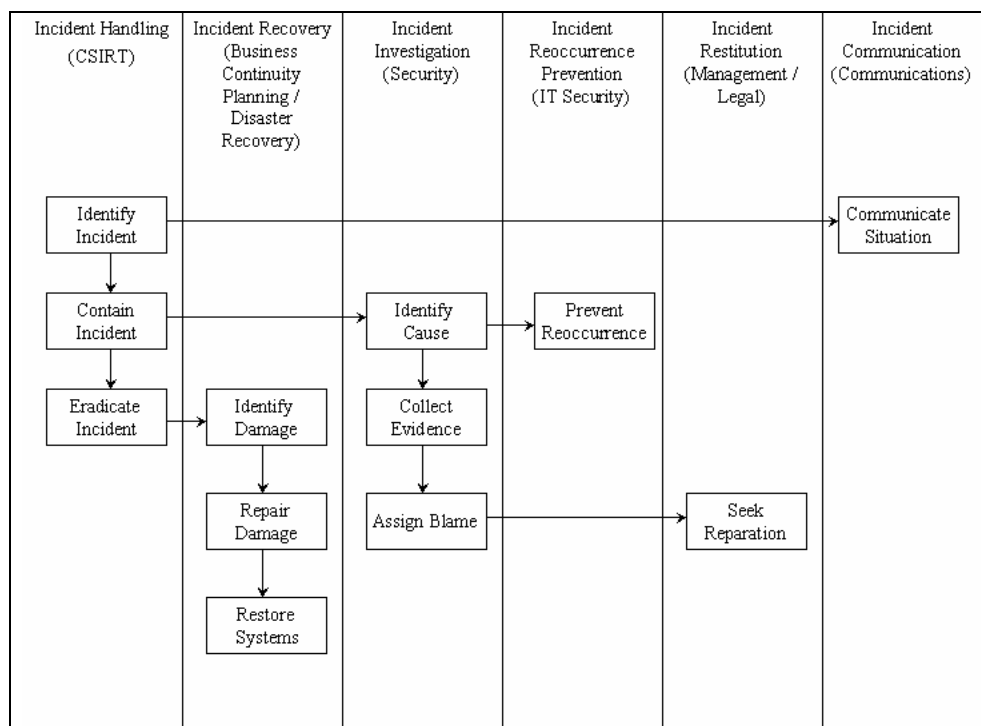 Incident Handling
(CSIRT)
Incident Recovery
(Business
Continuity
Planning /
Disaster
Recovery)
Incident
Investigation
(Security)
Incident
Reoccurrence
Prevention
(IT Security)
Incident
Restitution
(Management /
Legal)
Incident
Communication
(Communications)
Identify
Incident
Communicate
Situation
Contain
Incident
Identify
Cause
Prevent
Reoccurrence
Eradicate
Incident
Identify
Damage
Collect
Evidence
Repair
Damage
Assign Blame
Seek
Reparation
Restore
Systems